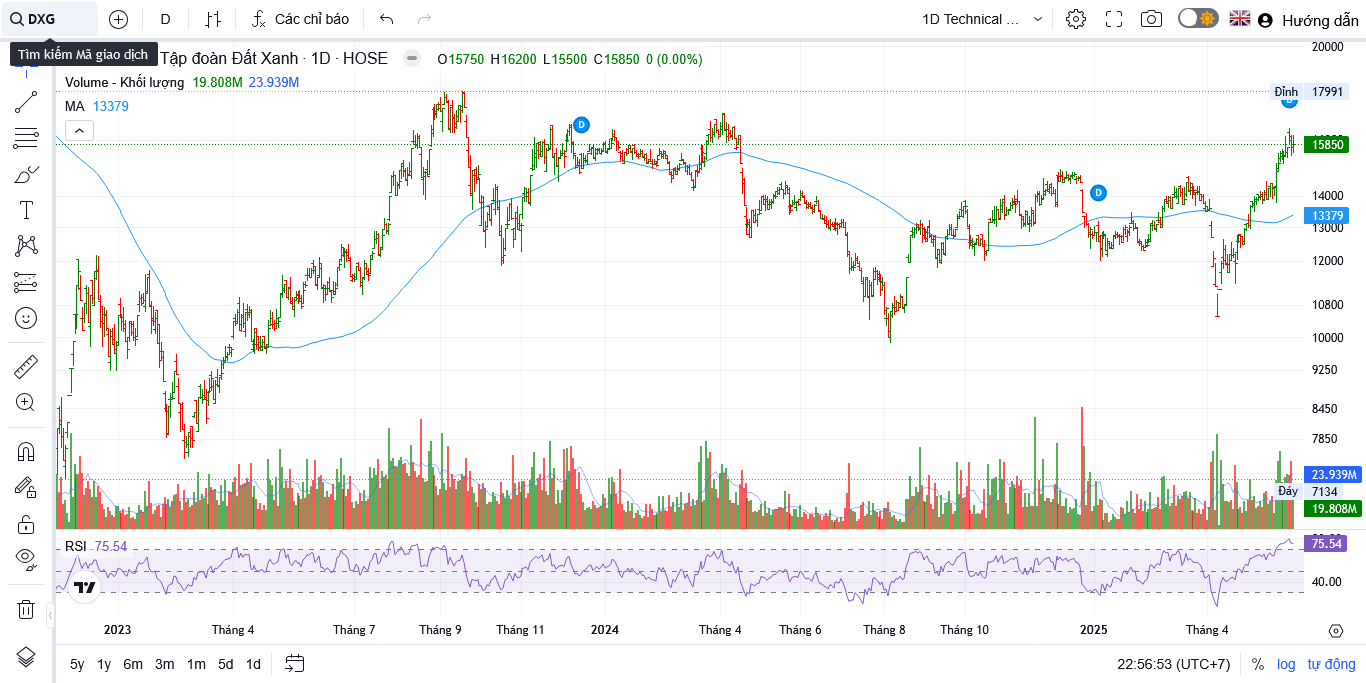 DXG D Các chỉ báo 1D Technical ... Hướng dẫn
Tìm kiếm Mã giao dịch
Tập đoàn Đất Xanh · 1D · HOSE O15750 H16200 L15500 C15850 0 (0.00%)
Volume - Khối lượng 19.808M 23.939M
MA 13379
20000
Đỉnh 17991
D
D
D
15850
14000
13379
13000
12000
10800
10000
9250
8450
7850
23.939M
Đáy 7134
19.808M
RSI 75.54
75.54
40.00
2023 Tháng 4 Tháng 7 Tháng 9 Tháng 11 2024 Tháng 4 Tháng 6 Tháng 8 Tháng 10 2025 Tháng 4
5y 1y 6m 3m 1m 5d 1d 22:56:53 (UTC+7) % log tự động